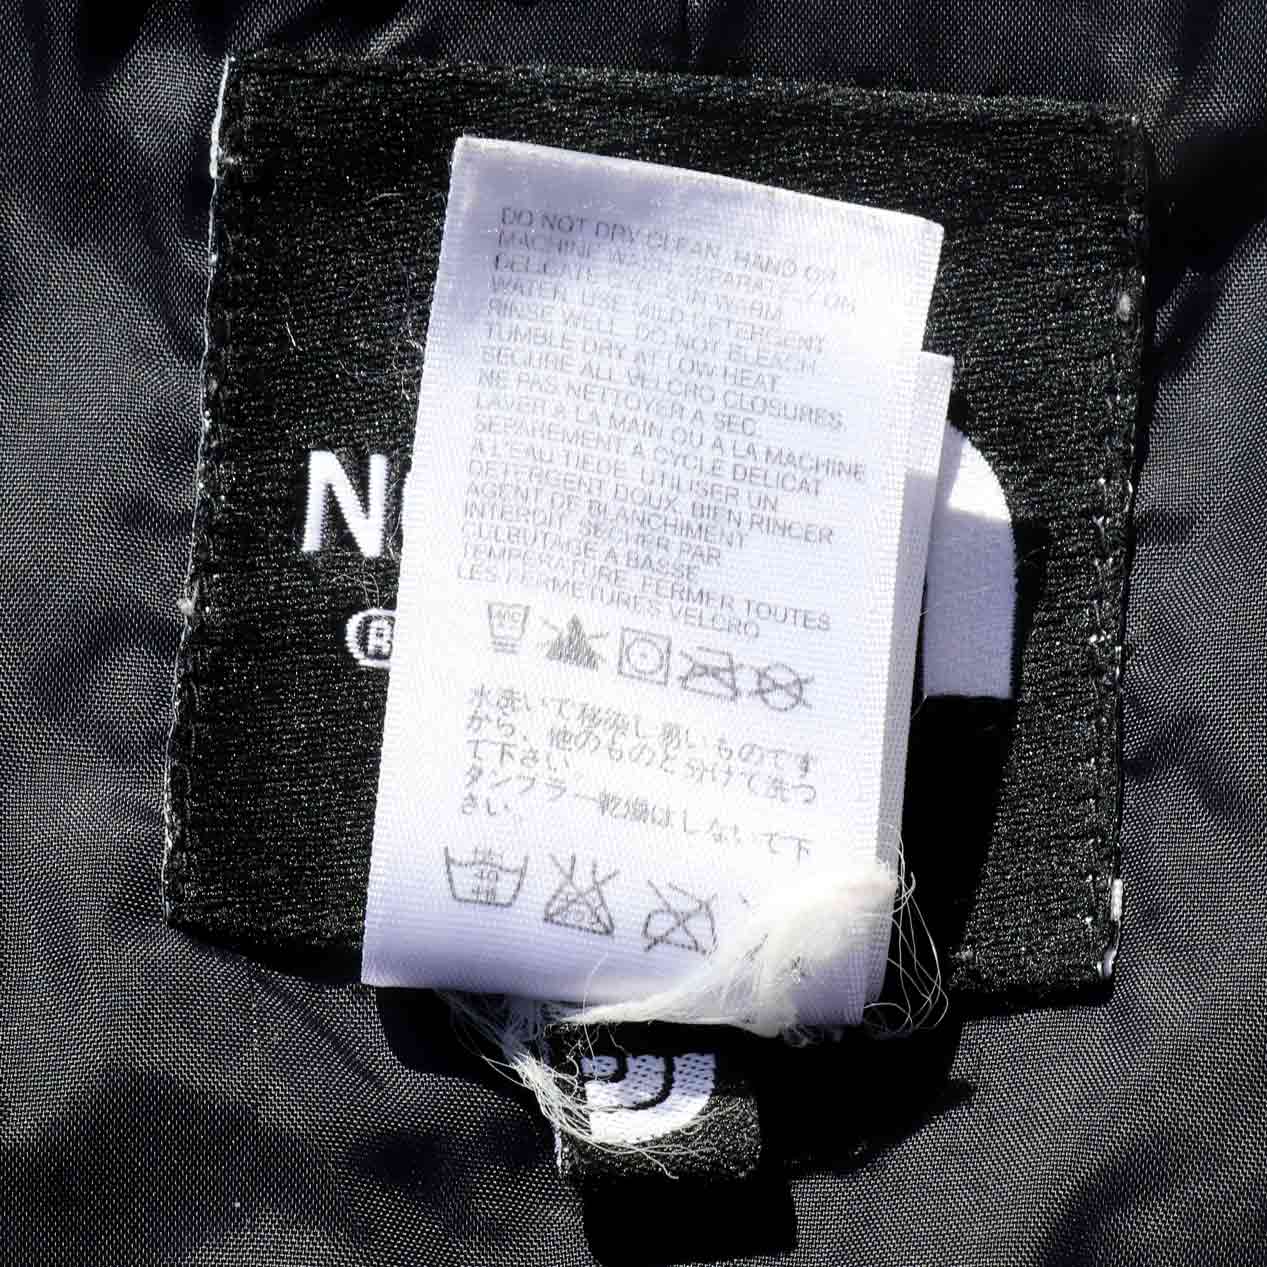 DO NOT DRY CLEAN. HAND OR
MACHINE WASH SEPARATELY ON
DELICATE CYCLE IN WARM
WATER. USE MILD DETERGENT.
RINSE WELL. DO NOT BLEACH.
TUMBLE DRY AT LOW HEAT.
SECURE ALL VELCRO CLOSURES.
NE PAS NETTOYER A SEC.
LAVER A LA MAIN OU A LA MACHINE
SEPAREMENT A CYCLE DELICAT
A L'EAU TIEDE. UTILISER UN
DETERGENT DOUX. BIEN RINCER
AGENT DE BLANCHIMENT
INTERDIT. SECHER PAR
CULBUTAGE A BASSE
TEMPERATURE. FERMER TOUTES
LES FERMETURES VELCRO
水洗いで移染し易いものです
から、他のものと分けて洗っ
て下さい。
タンブラー乾燥はしないで下
さい。
40
N
®